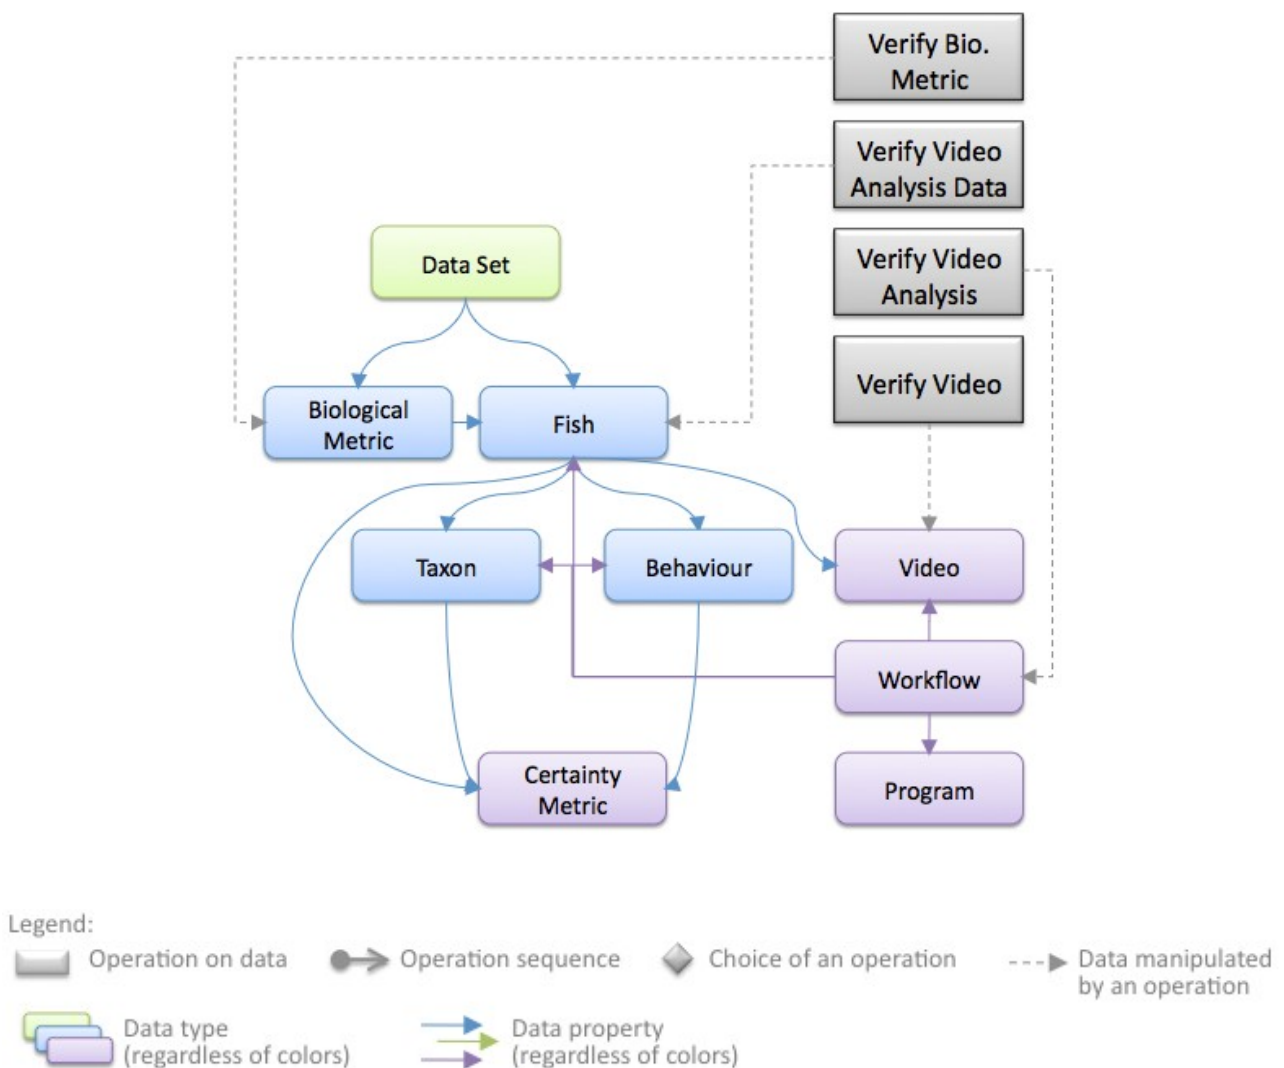 Verify Bio.
Metric
Verify Video
Analysis Data
Data Set
Verify Video
Analysis
Verify Video
Biological
Metric
Fish
Taxon
Behaviour
Video
Workflow
Certainty
Metric
Program
Legend:
Operation on data
Operation sequence
Choice of an operation
Data manipulated
by an operation
Data type
(regardless of colors)
Data property
(regardless of colors)